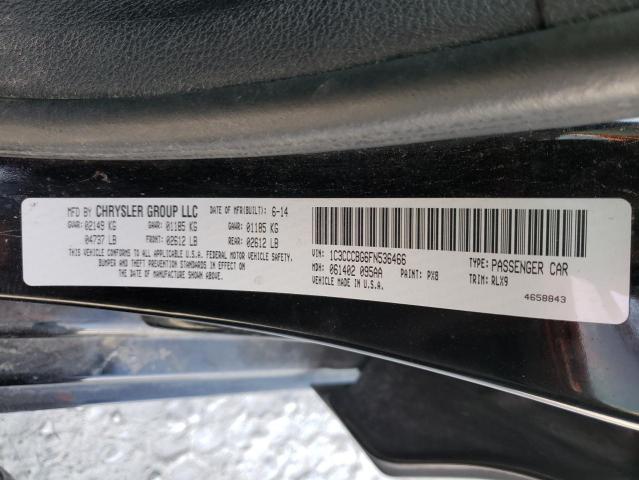 MFD BY CHRYSLER GROUP LLC DATE OF MFR(BUILT): 6-14
GVWR: 02149 KG GAWR: 01185 KG GAWR: 01185 KG
04737 LB FRONT: 02612 LB REAR: 02612 LB
THIS VEHICLE CONFORMS TO ALL APPLICABLE U.S.A. FEDERAL MOTOR VEHICLE SAFETY,
BUMPER AND THEFT PREVENTION STANDARDS IN EFFECT ON
THE DATE OF MANUFACTURE SHOWN ABOVE.
VIN: 1C3CCCBG6FN536466 TYPE: PASSENGER CAR
MDH: 061402 095AA PAINT: PX8 TRIM: RLX9
VEHICLE MADE IN U.S.A.
4658843